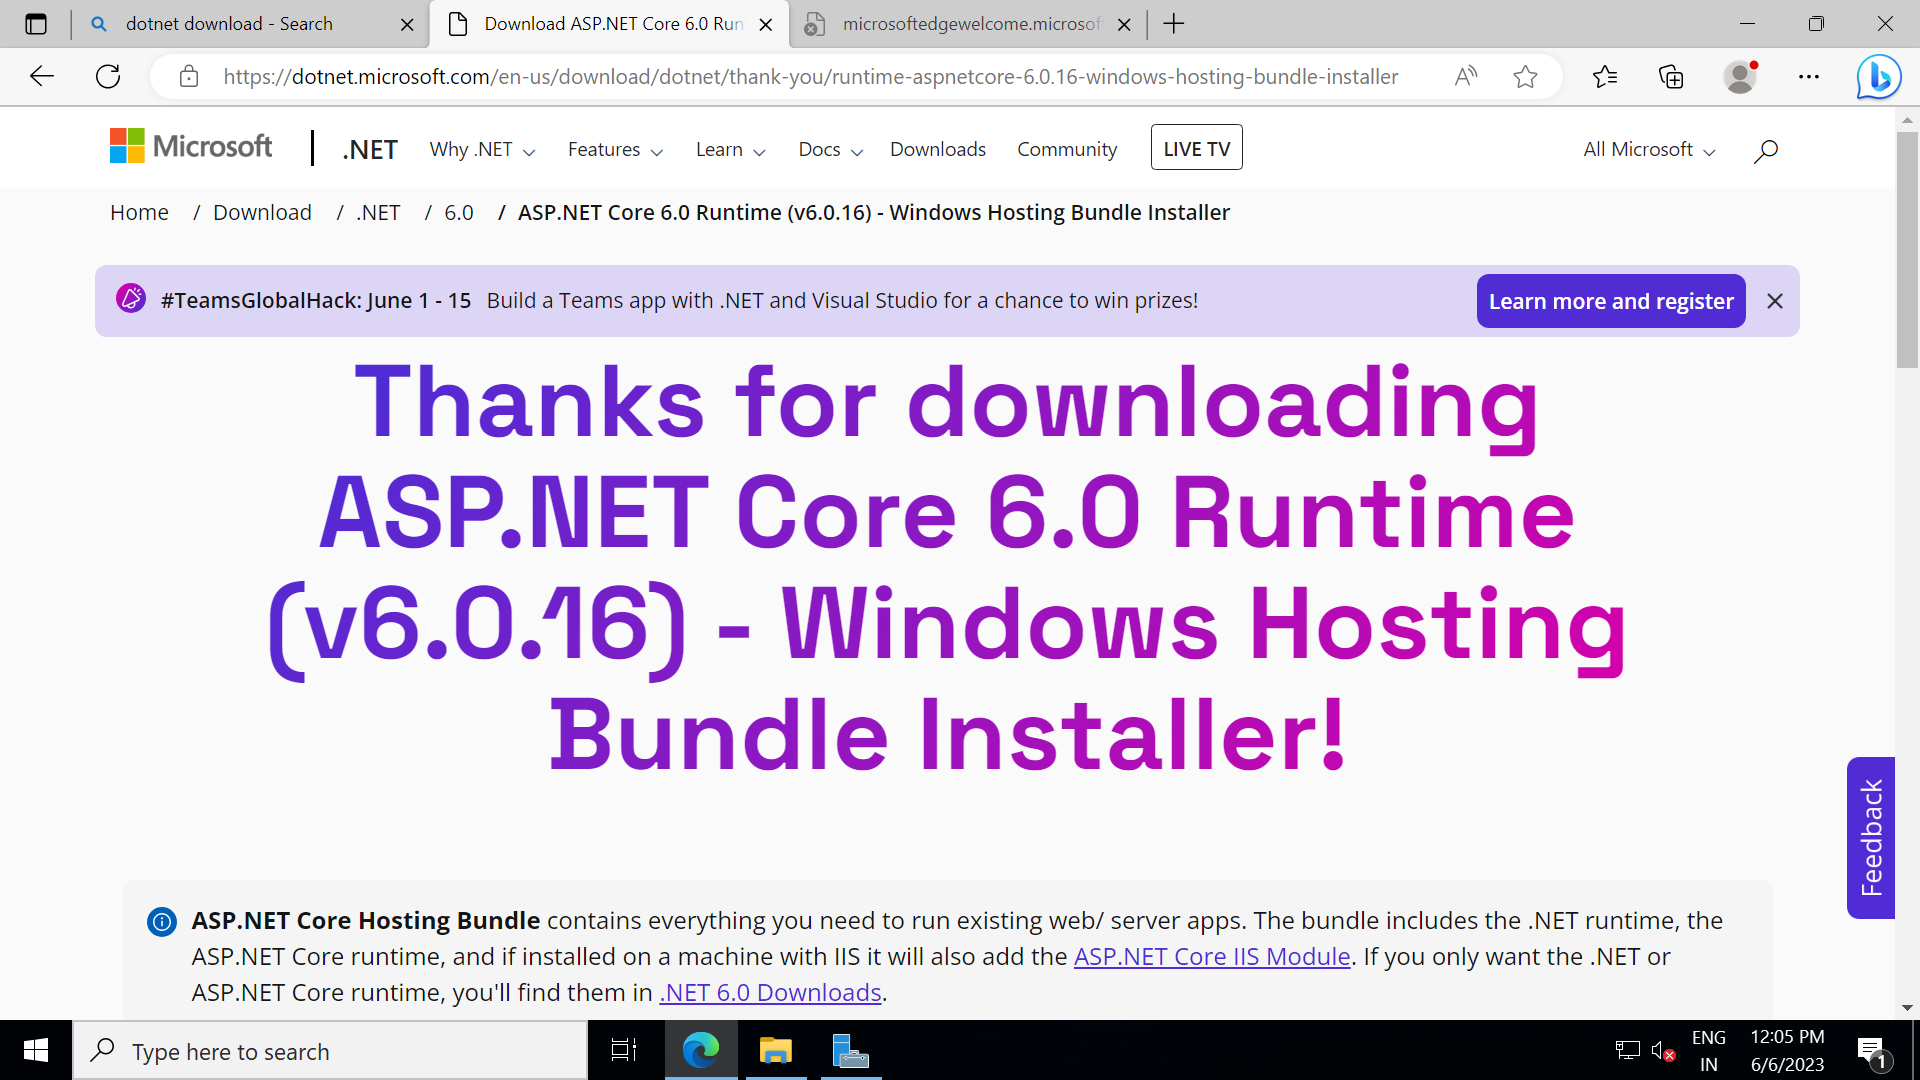 dotnet download - Search
Download ASP.NET Core 6.0 Run
microsoftedgewelcome.microsof
https://dotnet.microsoft.com/en-us/download/dotnet/thank-you/runtime-aspnetcore-6.0.16-windows-hosting-bundle-installer
Microsoft .NET Why .NET Features Learn Docs Downloads Community LIVE TV All Microsoft
Home / Download / .NET / 6.0 / ASP.NET Core 6.0 Runtime (v6.0.16) - Windows Hosting Bundle Installer
#TeamsGlobalHack: June 1 - 15 Build a Teams app with .NET and Visual Studio for a chance to win prizes! Learn more and register
Thanks for downloading
ASP.NET Core 6.0 Runtime
(v6.0.16) - Windows Hosting
Bundle Installer!
Feedback
ASP.NET Core Hosting Bundle contains everything you need to run existing web/ server apps. The bundle includes the .NET runtime, the
ASP.NET Core runtime, and if installed on a machine with IIS it will also add the ASP.NET Core IIS Module. If you only want the .NET or
ASP.NET Core runtime, you'll find them in .NET 6.0 Downloads.
Type here to search
ENG
IN
12:05 PM
6/6/2023
1